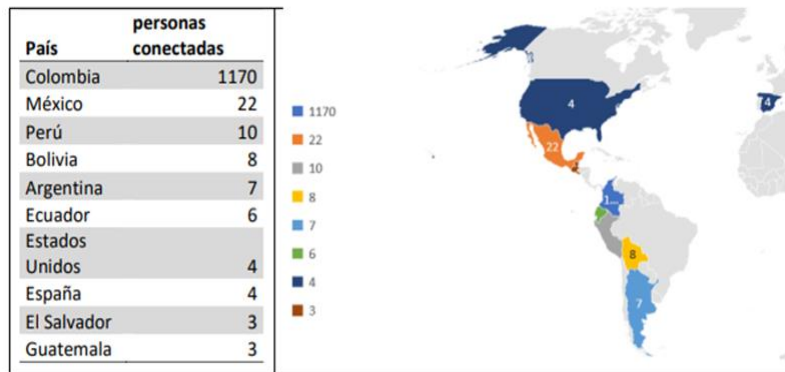 personas
País conectadas
Colombia 1170
México 22
Perú 10
Bolivia 8
Argentina 7
Ecuador 6
Estados
Unidos 4
España 4
El Salvador 3
Guatemala 3
1170
22
10
8
7
6
4
3
4
4
22
1...
8
7